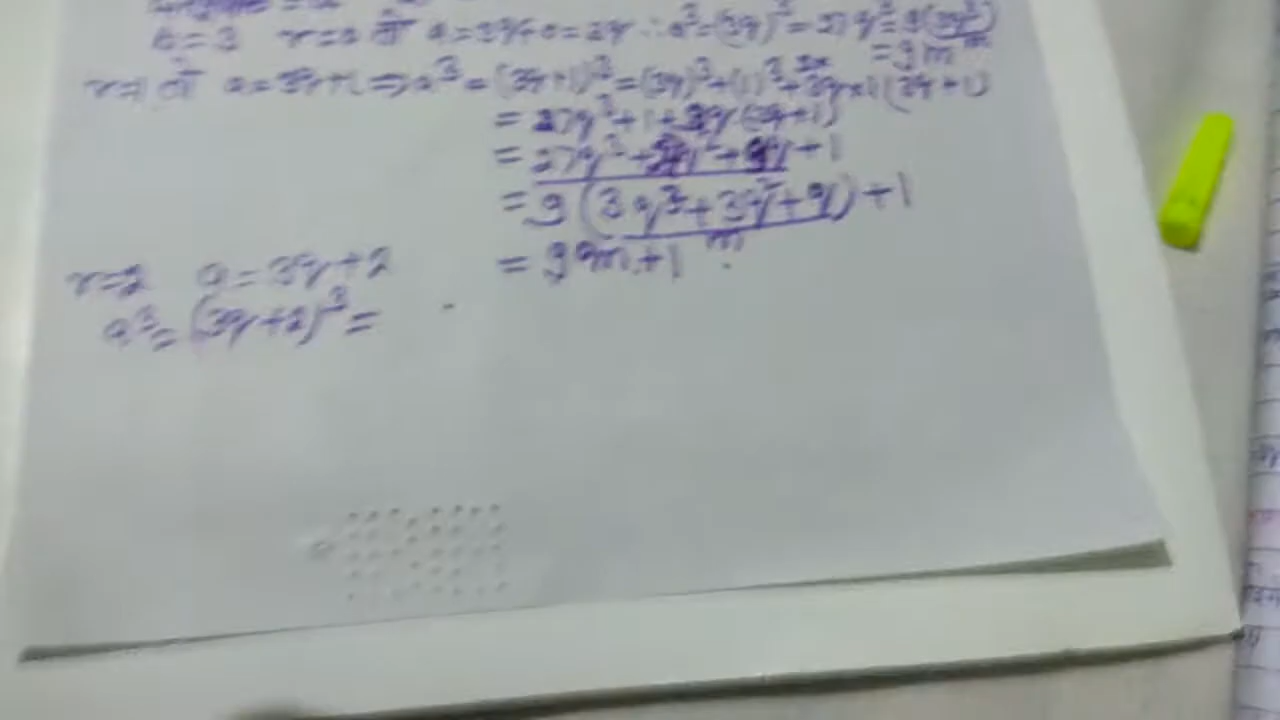 b = 3 r = 0 हो a = 3q + 0 = 3q ∴ a³ = (3q)³ = 27q³ = 9(3q³)
= 9m
r = 1 हो a = 3q + 1 ⇒ a³ = (3q+1)³ = (3q)³ + (1)³ + 3×3q×1(3q+1)
= 27q³ + 1 + 9q(3q+1)
= 27q³ + 27q² + 9q + 1
= 9(3q³ + 3q² + q) + 1
m
= 9m + 1
r = 2 a = 3q + 2
a³ = (3q+2)³ =